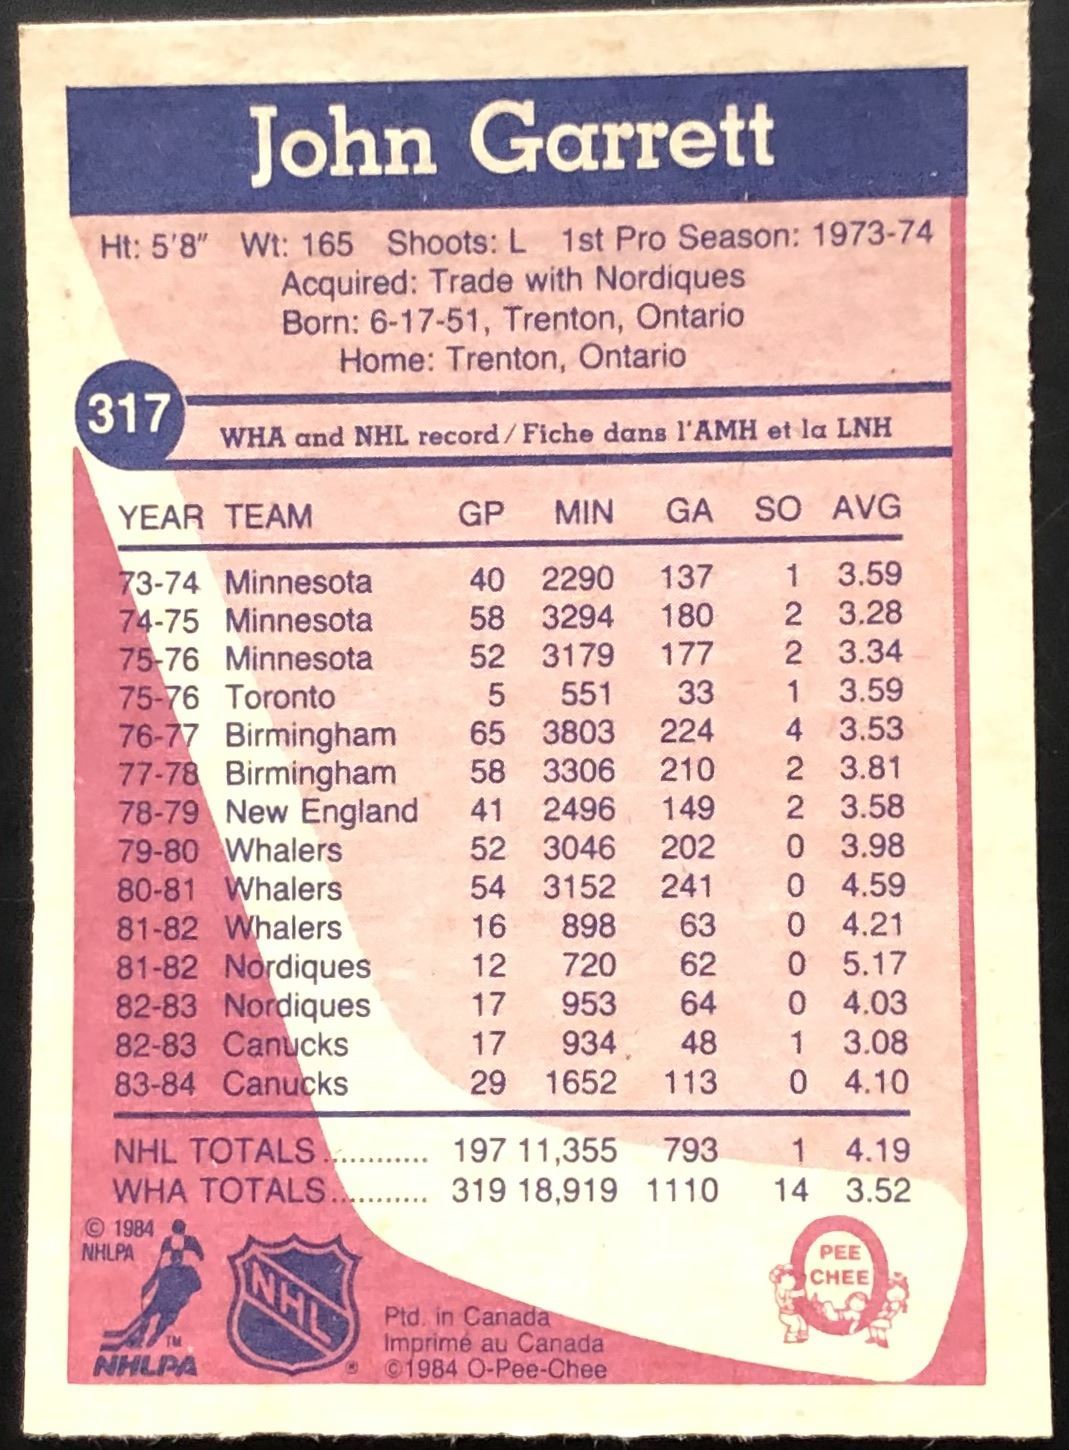 John Garrett
Ht: 5'8" Wt: 165 Shoots: L 1st Pro Season: 1973-74
Acquired: Trade with Nordiques
Born: 6-17-51, Trenton, Ontario
Home: Trenton, Ontario
317
WHA and NHL record/Fiche dans l'AMH et la LNH
YEAR TEAM GP MIN GA SO AVG
73-74 Minnesota 40 2290 137 1 3.59
74-75 Minnesota 58 3294 180 2 3.28
75-76 Minnesota 52 3179 177 2 3.34
75-76 Toronto 5 551 33 1 3.59
76-77 Birmingham 65 3803 224 4 3.53
77-78 Birmingham 58 3306 210 2 3.81
78-79 New England 41 2496 149 2 3.58
79-80 Whalers 52 3046 202 0 3.98
80-81 Whalers 54 3152 241 0 4.59
81-82 Whalers 16 898 63 0 4.21
81-82 Nordiques 12 720 62 0 5.17
82-83 Nordiques 17 953 64 0 4.03
82-83 Canucks 17 934 48 1 3.08
83-84 Canucks 29 1652 113 0 4.10
NHL TOTALS............ 197 11,355 793 1 4.19
WHA TOTALS........... 319 18,919 1110 14 3.52
© 1984
NHLPA
TM
NHLPA
NHL
®
Ptd. in Canada
Imprimé au Canada
©1984 O-Pee-Chee
PEE
CHEE